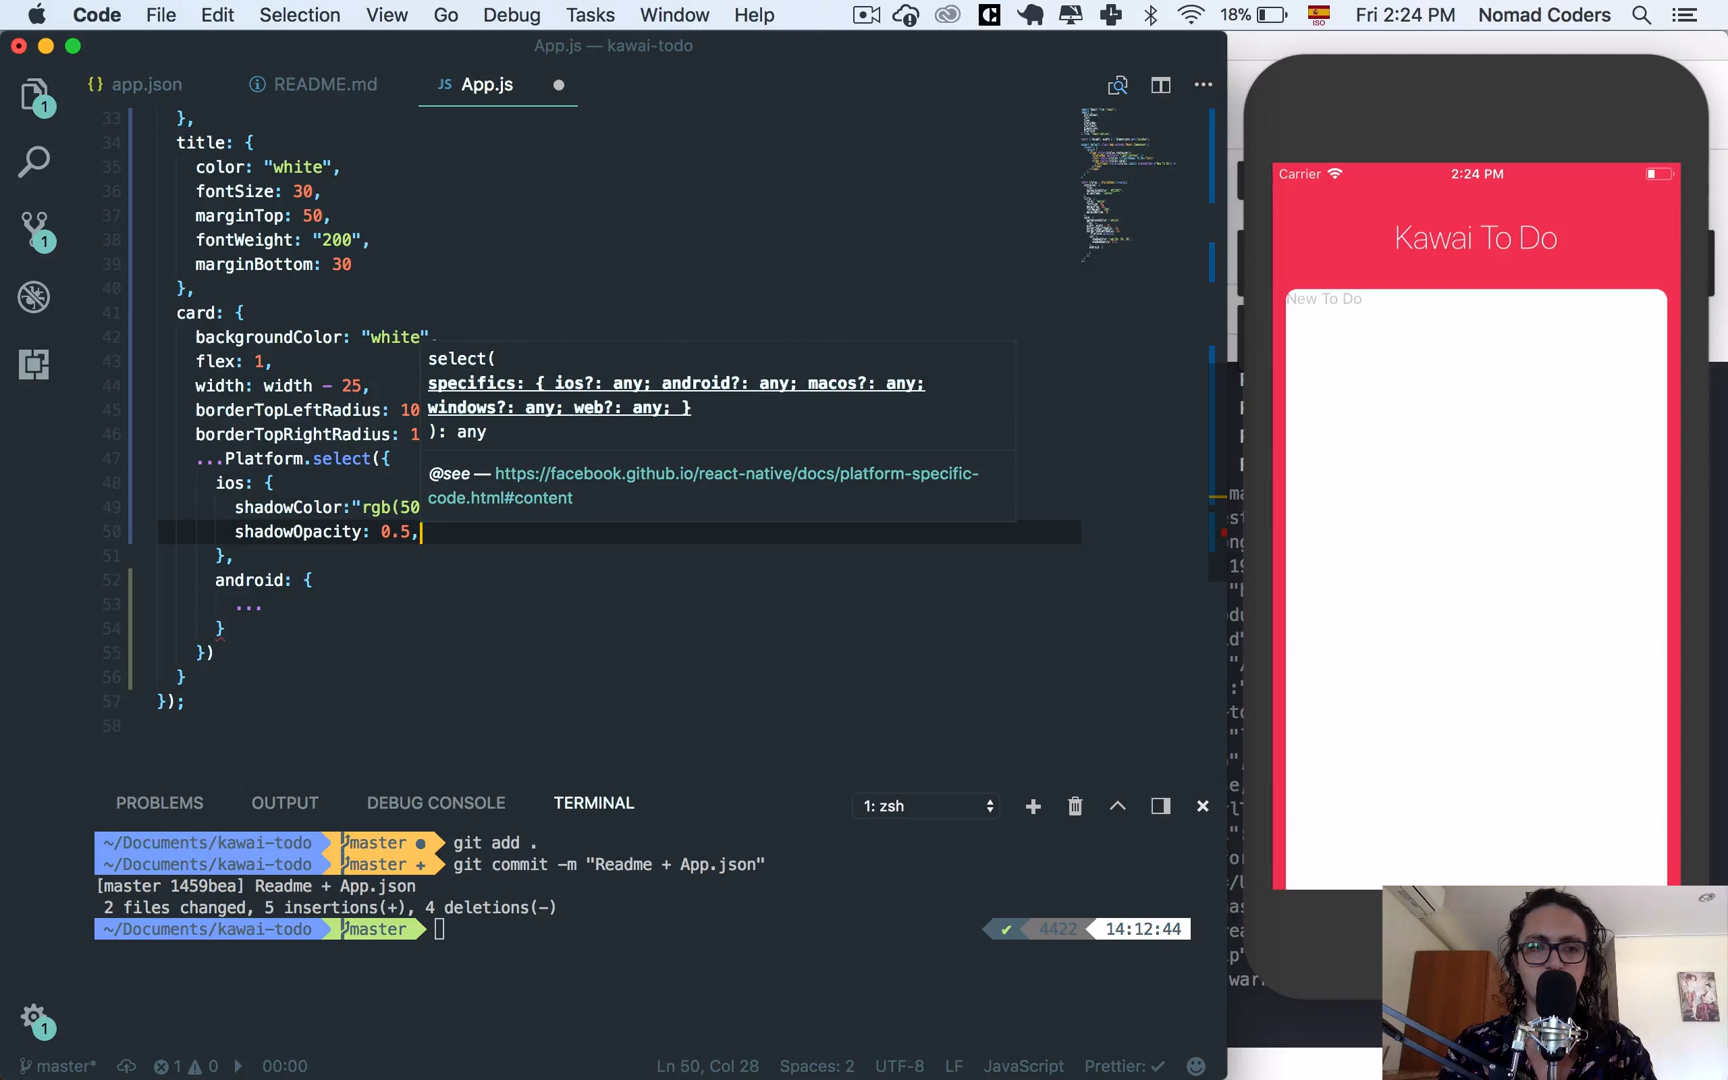 Code File Edit Selection View Go Debug Tasks Window Help 18% ISO Fri 2:24 PM Nomad Coders
App.js — kawai-todo
{} app.json README.md JS App.js
33 },
34 title: {
35 color: "white",
36 fontSize: 30,
37 marginTop: 50,
38 fontWeight: "200",
39 marginBottom: 30
40 },
41 card: {
42 backgroundColor: "white",
43 flex: 1,
44 width: width - 25,
45 borderTopLeftRadius: 10
46 borderTopRightRadius: 1
47 ...Platform.select({
48 ios: {
49 shadowColor:"rgb(50
50 shadowOpacity: 0.5,
51 },
52 android: {
53 ...
54 }
55 })
56 }
57 });
58
select(
specifics: { ios?: any; android?: any; macos?: any;
windows?: any; web?: any; }
): any
@see — https://facebook.github.io/react-native/docs/platform-specific-
code.html#content
PROBLEMS OUTPUT DEBUG CONSOLE TERMINAL 1: zsh
~/Documents/kawai-todo master ● git add .
~/Documents/kawai-todo master + git commit -m "Readme + App.json"
[master 1459bea] Readme + App.json
2 files changed, 5 insertions(+), 4 deletions(-)
~/Documents/kawai-todo master ✔ 4422 14:12:44
1
1
1
master* 1 0 00:00 Ln 50, Col 28 Spaces: 2 UTF-8 LF JavaScript Prettier: ✓
Carrier 2:24 PM
Kawai To Do
New To Do